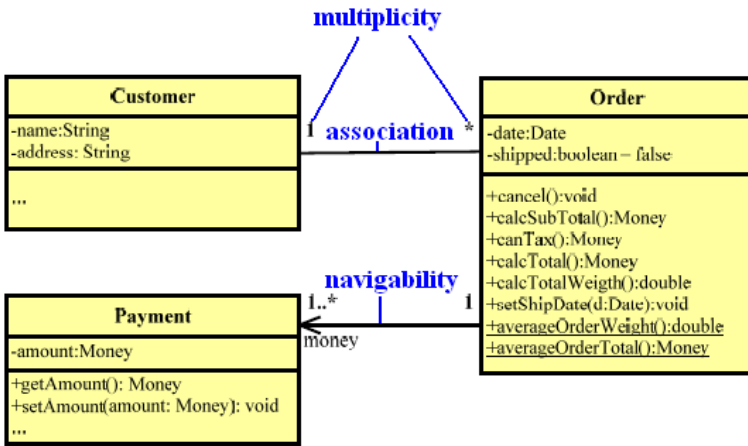 multiplicity
Customer
-name:String
-address: String
...
1
association
*
Order
-date:Date
-shipped:boolean – false
+cancel():void
+calcSubTotal():Money
+canTax():Money
+calcTotal():Money
+calcTotalWeigth():double
+setShipDate(d:Date):void
+averageOrderWeight():double
+averageOrderTotal():Money
navigability
1..*
1
money
Payment
-amount:Money
+getAmount(): Money
+setAmount(amount: Money): void
...